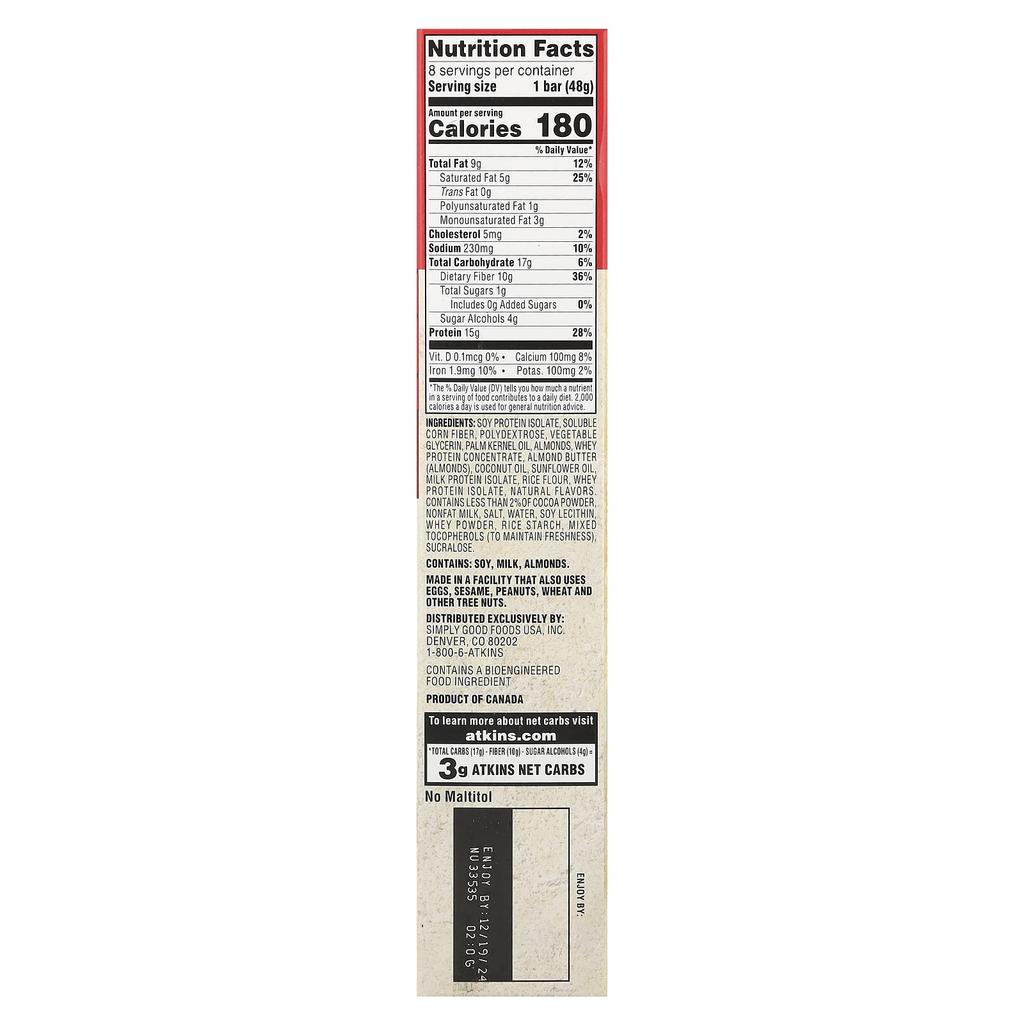 Nutrition Facts
8 servings per container
Serving size 1 bar (48g)
Amount per serving
Calories 180
% Daily Value*
Total Fat 9g 12%
Saturated Fat 5g 25%
Trans Fat 0g
Polyunsaturated Fat 1g
Monounsaturated Fat 3g
Cholesterol 5mg 2%
Sodium 230mg 10%
Total Carbohydrate 17g 6%
Dietary Fiber 10g 36%
Total Sugars 1g
Includes 0g Added Sugars 0%
Sugar Alcohols 4g
Protein 15g 28%
Vit. D 0.1mcg 0% • Calcium 100mg 8%
Iron 1.9mg 10% • Potas. 100mg 2%
*The % Daily Value (DV) tells you how much a nutrient
in a serving of food contributes to a daily diet. 2,000
calories a day is used for general nutrition advice.
INGREDIENTS: SOY PROTEIN ISOLATE, SOLUBLE
CORN FIBER, POLYDEXTROSE, VEGETABLE
GLYCERIN, PALM KERNEL OIL, ALMONDS, WHEY
PROTEIN CONCENTRATE, ALMOND BUTTER
(ALMONDS), COCONUT OIL, SUNFLOWER OIL,
MILK PROTEIN ISOLATE, RICE FLOUR, WHEY
PROTEIN ISOLATE, NATURAL FLAVORS.
CONTAINS LESS THAN 2% OF COCOA POWDER,
NONFAT MILK, SALT, WATER, SOY LECITHIN,
WHEY POWDER, RICE STARCH, MIXED
TOCOPHEROLS (TO MAINTAIN FRESHNESS),
SUCRALOSE.
CONTAINS: SOY, MILK, ALMONDS.
MADE IN A FACILITY THAT ALSO USES
EGGS, SESAME, PEANUTS, WHEAT AND
OTHER TREE NUTS.
DISTRIBUTED EXCLUSIVELY BY:
SIMPLY GOOD FOODS USA, INC.
DENVER, CO 80202
1-800-6-ATKINS
CONTAINS A BIOENGINEERED
FOOD INGREDIENT
PRODUCT OF CANADA
To learn more about net carbs visit
atkins.com
*TOTAL CARBS (17g) - FIBER (10g) - SUGAR ALCOHOLS (4g) =
3g ATKINS NET CARBS
No Maltitol
ENJOY BY:
ENJOY BY:12/19/24
NU33535 02:06